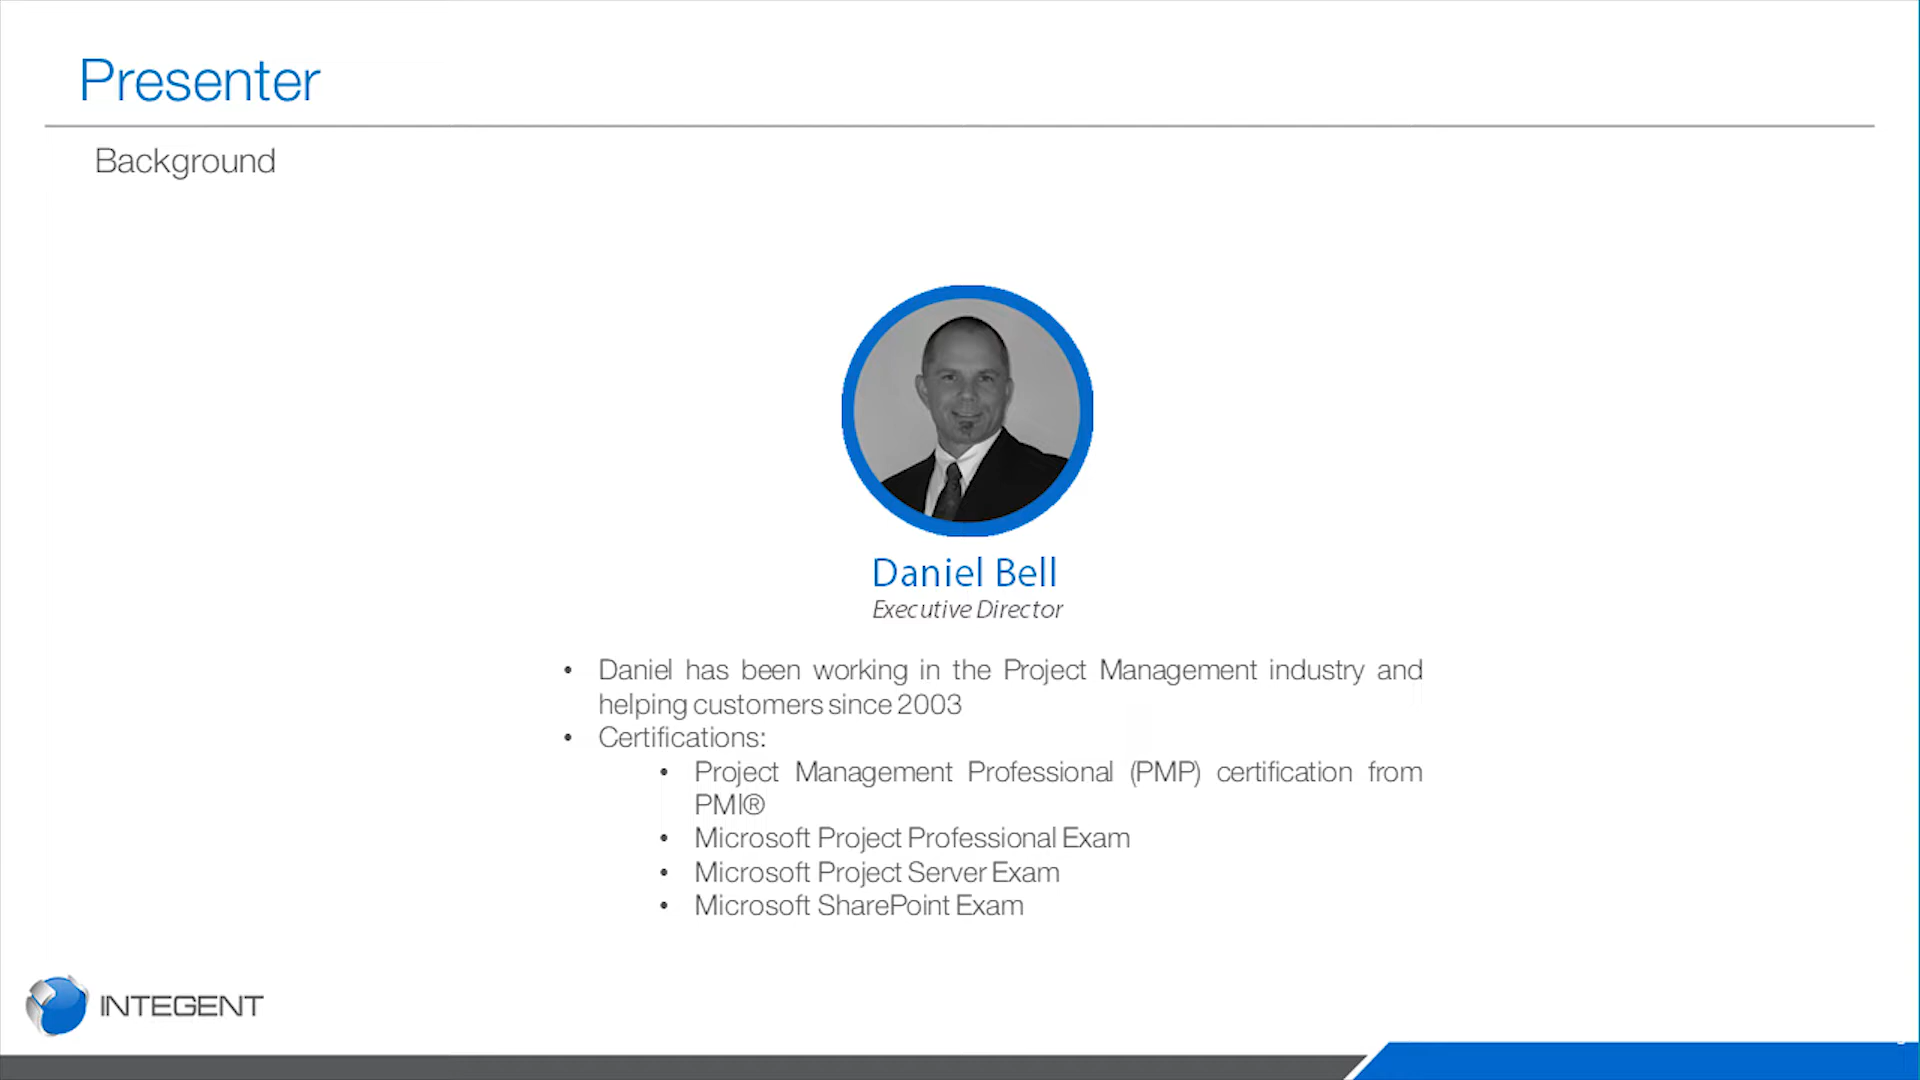 Presenter
Background
Daniel Bell
Executive Director
• Daniel has been working in the Project Management industry and
helping customers since 2003
• Certifications:
• Project Management Professional (PMP) certification from
PMI®
• Microsoft Project Professional Exam
• Microsoft Project Server Exam
• Microsoft SharePoint Exam
INTEGENT